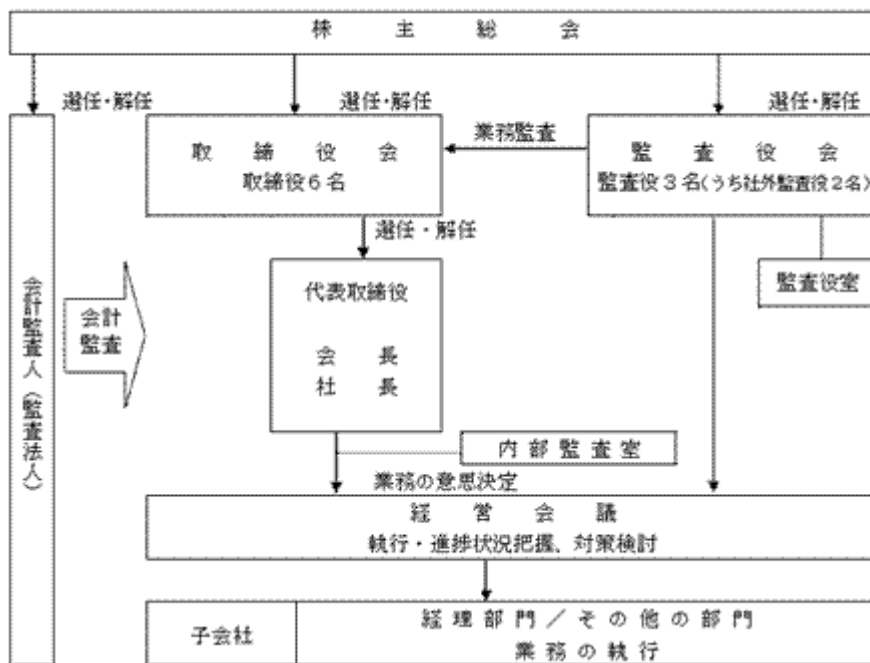 株主総会
選任・解任
選任・解任
選任・解任
取締役会
取締役6名
業務監査
監査役会
監査役3名(うち社外監査役2名)
選任・解任
監査役室
代表取締役
会長
社長
会計監査人(監査法人)
会計
監査
内部監査室
業務の意思決定
経営会議
執行・進捗状況把握、対策検討
子会社
経理部門/その他の部門
業務の執行